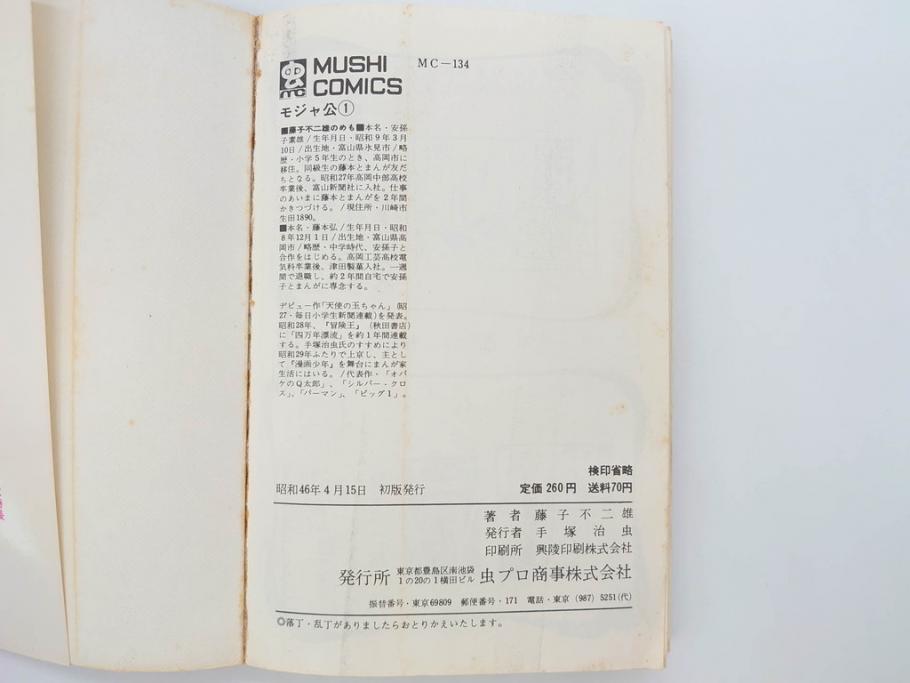 MUSHI COMICS
MC
MC－134
モジャ公①
■藤子不二雄のめも■本名・安孫
子素雄/生年月日・昭和9年3月
10日/出生地・富山県氷見市/略
歴・小学5年生のとき、高岡市に
移住。同級生の藤本とまんが友だ
ちとなる。昭和27年高岡中部高校
卒業後、富山新聞社に入社。仕事
のあいまに藤本とまんがを2年間
かきつづける。/現住所・川崎市
生田1890。
■本名・藤本弘/生年月日・昭和
8年12月1日/出生地・富山県高
岡市/略歴・中学時代、安孫子と
合作をはじめる。高岡工芸高校電
気科卒業後、津田製菓入社。一週
間で退職し、約2年間自宅で安孫
子とまんがに専念する。
デビュー作「天使の玉ちゃん」(昭
27・毎日小学生新聞連載)を発表。
昭和28年、『冒険王』(秋田書店)
に「四万年漂流」を約1年間連載
する。手塚治虫氏のすすめにより
昭和29年ふたりで上京し、主とし
て『漫画少年』を舞台にまんが家
生活にはいる。/代表作・「オバ
ケのQ太郎」、「シルバー・クロ
ス」、「パーマン」、「ビッグ1」。
検印省略
昭和46年4月15日 初版発行 定価260円 送料70円
著者 藤子不二雄
発行者 手塚治虫
印刷所 興陵印刷株式会社
発行所 東京都豊島区南池袋1の20の1横田ビル 虫プロ商事株式会社
振替番号・東京69809 郵便番号・171 電話・東京(987)5251(代)
◎落丁・乱丁がありましたらおとりかえいたします。